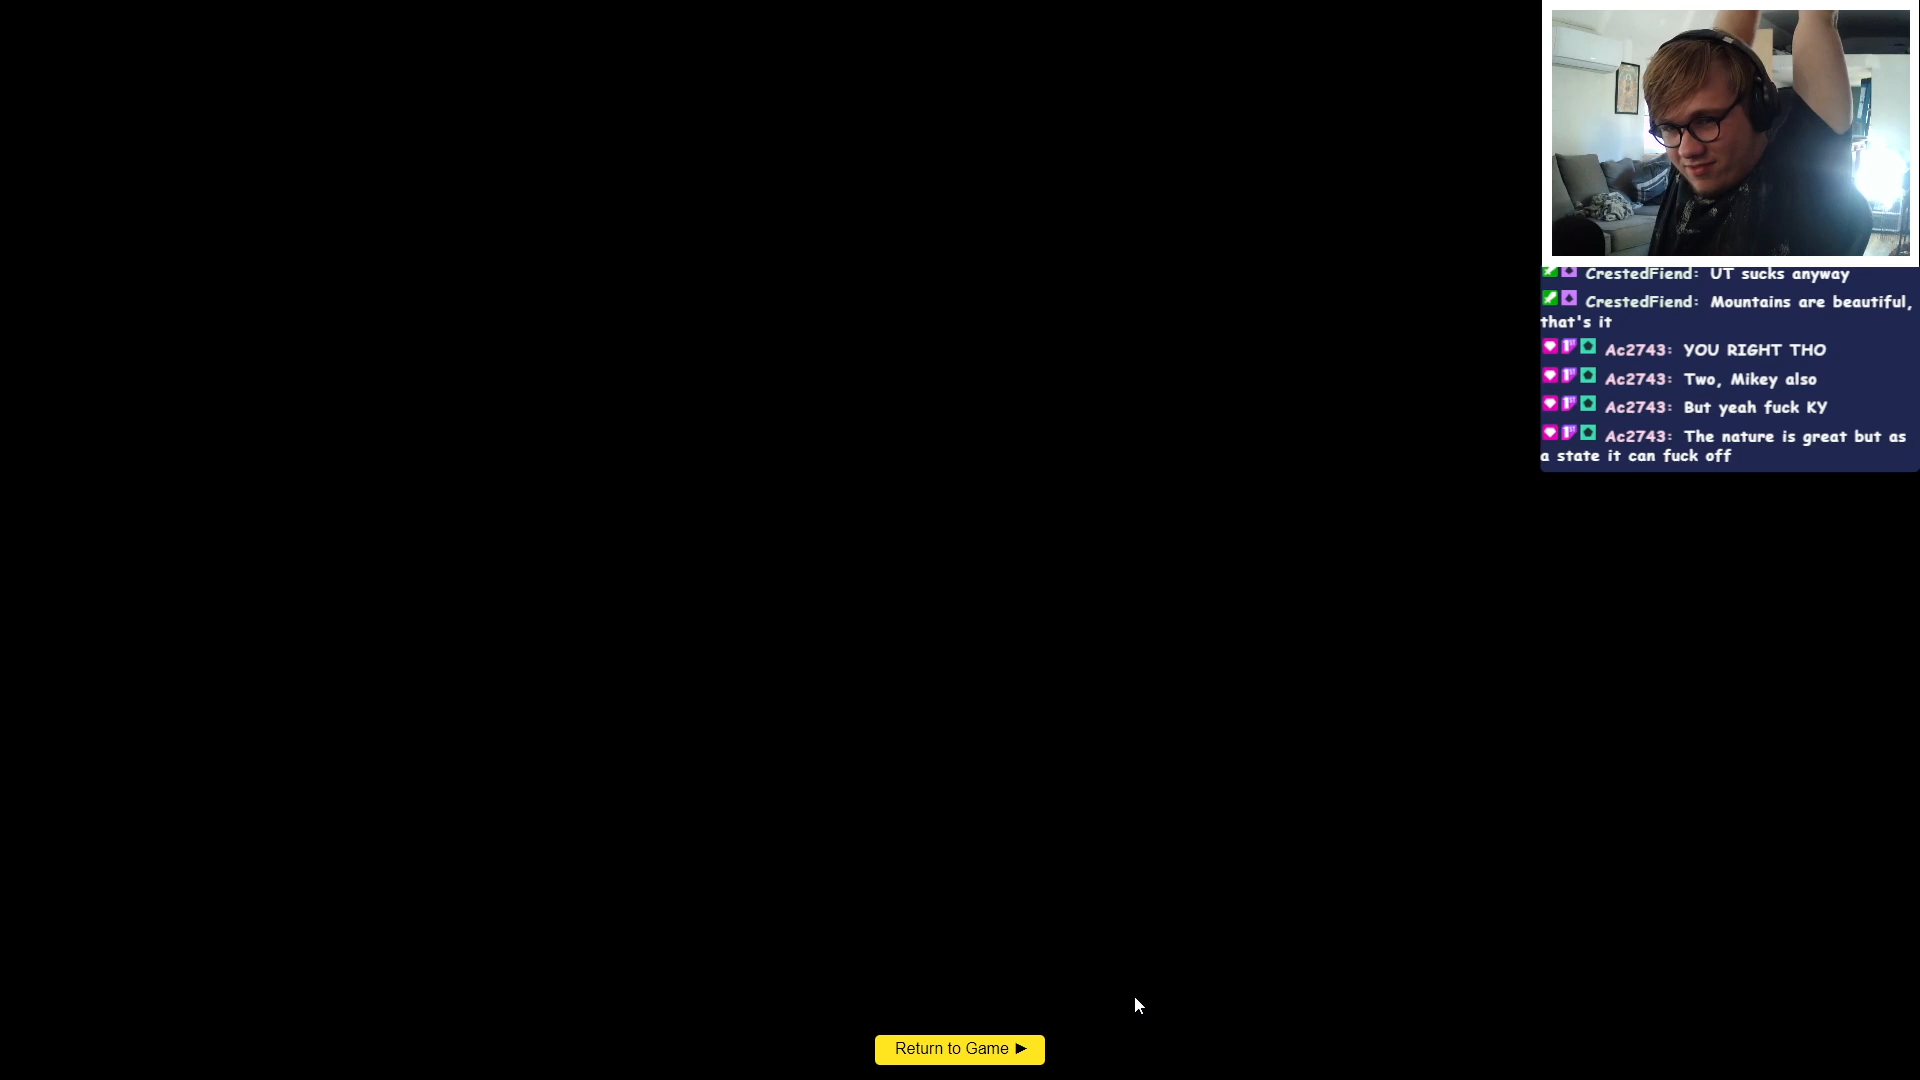 CrestedFiend: UT sucks anyway
CrestedFiend: Mountains are beautiful,
that's it
Ac2743: YOU RIGHT THO
Ac2743: Two, Mikey also
Ac2743: But yeah fuck KY
Ac2743: The nature is great but as
a state it can fuck off
Return to Game ►